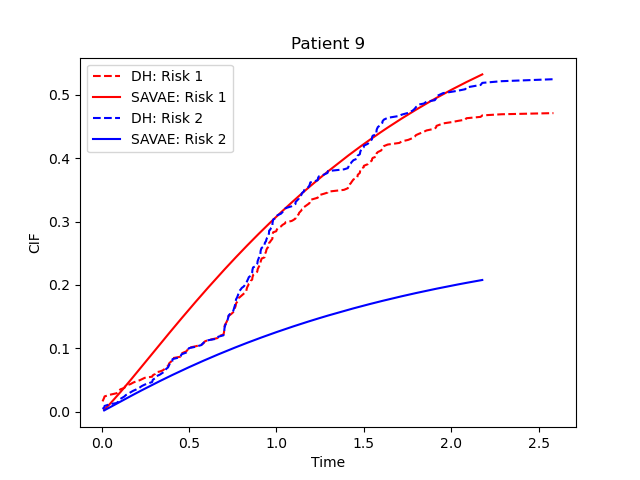 Patient 9
DH: Risk 1
SAVAE: Risk 1
DH: Risk 2
SAVAE: Risk 2
CIF
0.5
0.4
0.3
0.2
0.1
0.0
0.0 0.5 1.0 1.5 2.0 2.5
Time